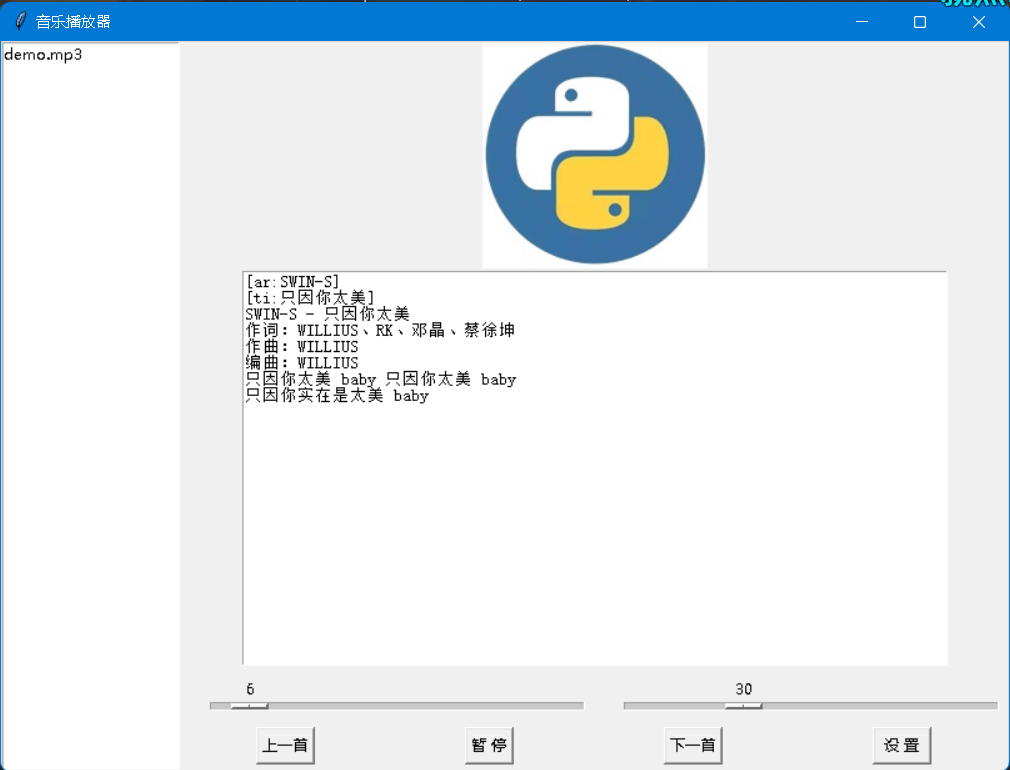 音乐播放器
demo.mp3
[ar:SWIN-S]
[ti:只因你太美]
SWIN-S - 只因你太美
作词：WILLIUS、RK、邓晶、蔡徐坤
作曲：WILLIUS
编曲：WILLIUS
只因你太美 baby 只因你太美 baby
只因你实在是太美 baby
6
30
上一首
暂 停
下一首
设 置